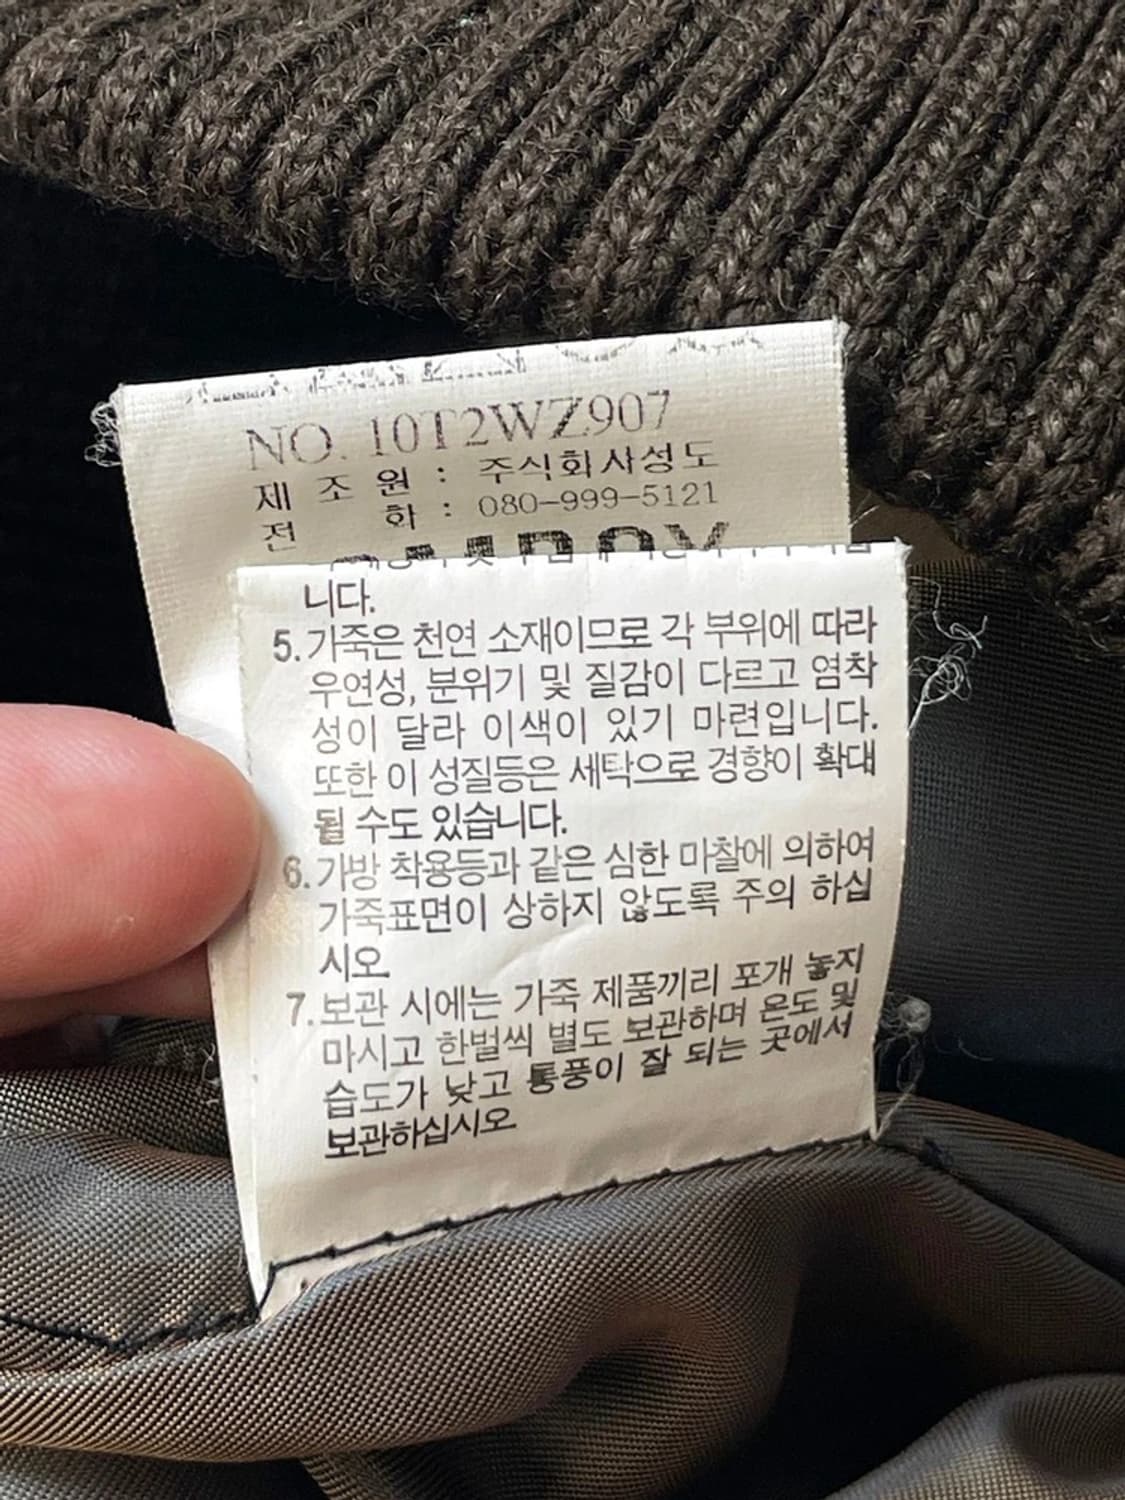 NO. 10T2WZ907
제 조 원 : 주식회사성도
전 화 : 080-999-5121
니다.
5. 가죽은 천연 소재이므로 각 부위에 따라
우연성, 분위기 및 질감이 다르고 염착
성이 달라 이색이 있기 마련입니다.
또한 이 성질등은 세탁으로 경향이 확대
될 수도 있습니다.
6. 가방 착용등과 같은 심한 마찰에 의하여
가죽표면이 상하지 않도록 주의 하십
시오.
7. 보관 시에는 가죽 제품끼리 포개 놓지
마시고 한벌씩 별도 보관하며 온도 및
습도가 낮고 통풍이 잘 되는 곳에서
보관하십시오.